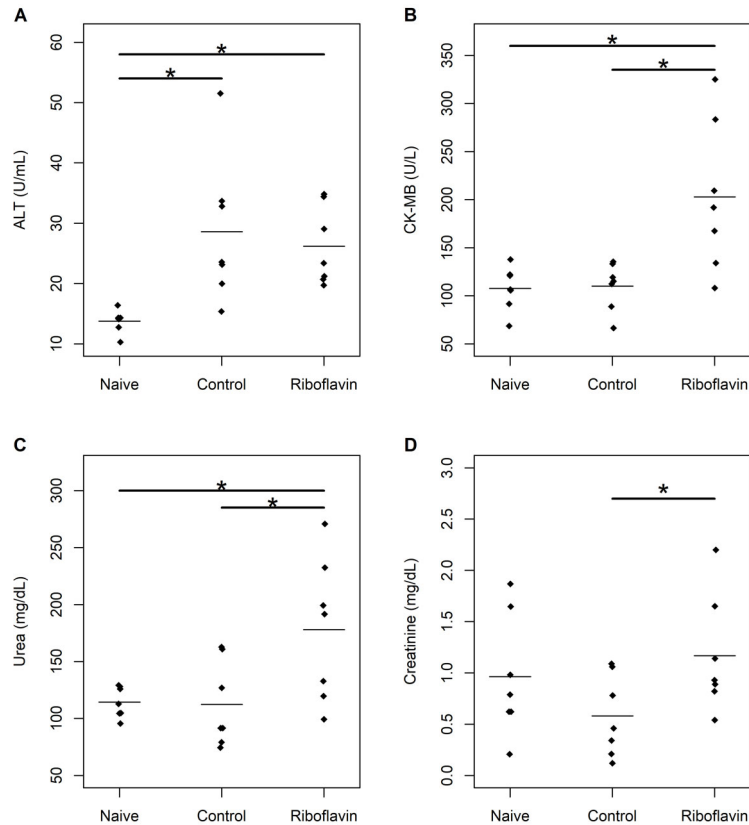 A
ALT (U/mL)
60
50
40
30
20
10
*
*
Naive Control Riboflavin
B
CK-MB (U/L)
350
300
250
200
150
100
50
*
*
Naive Control Riboflavin
C
Urea (mg/dL)
300
250
200
150
100
50
*
*
Naive Control Riboflavin
D
Creatinine (mg/dL)
3.0
2.5
2.0
1.5
1.0
0.5
0.0
*
Naive Control Riboflavin